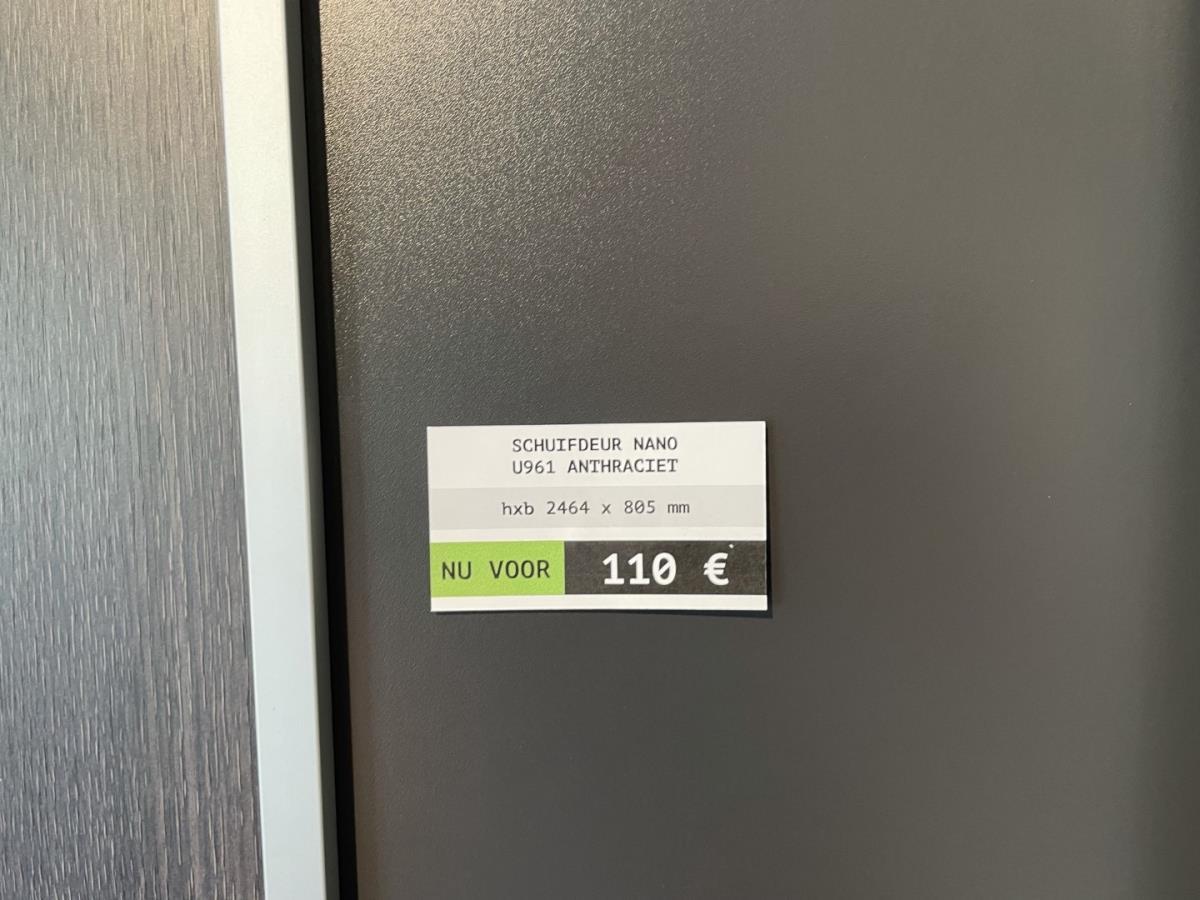 SCHUIFDEUR NANO
U961 ANTHRACIET
hxb 2464 x 805 mm
NU VOOR 110 €